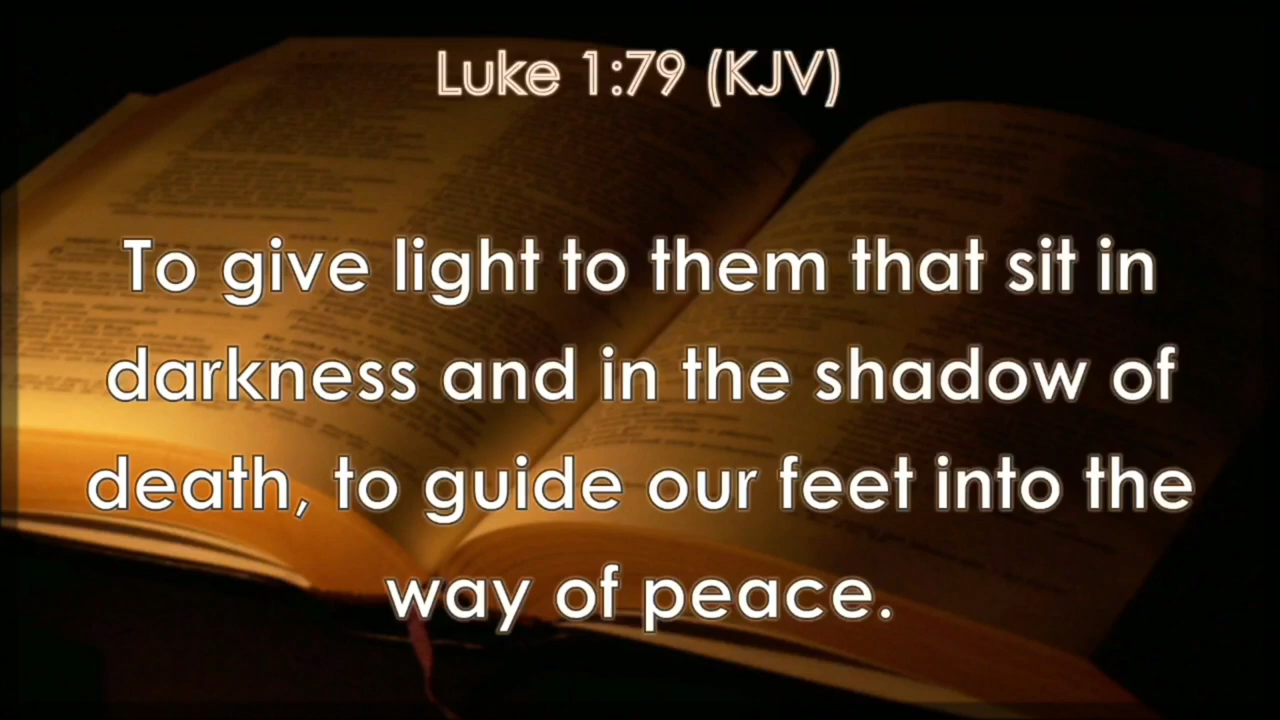 Luke 1:79 (KJV)
To give light to them that sit in
darkness and in the shadow of
death, to guide our feet into the
way of peace.